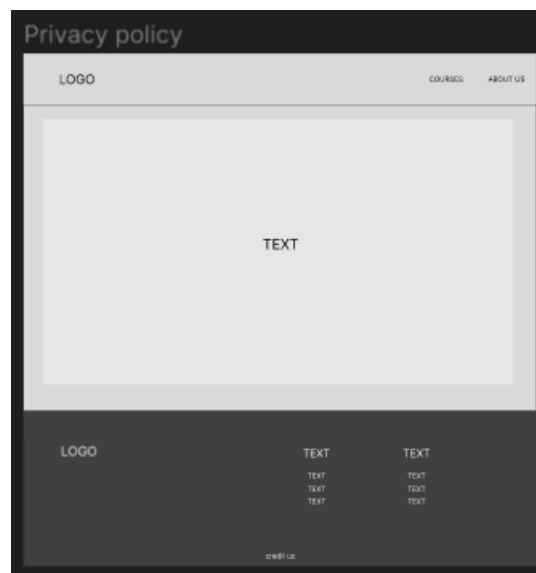 Privacy policy
LOGO COURSES ABOUT US
TEXT
LOGO TEXT TEXT
TEXT TEXT
TEXT TEXT
TEXT TEXT
credit us